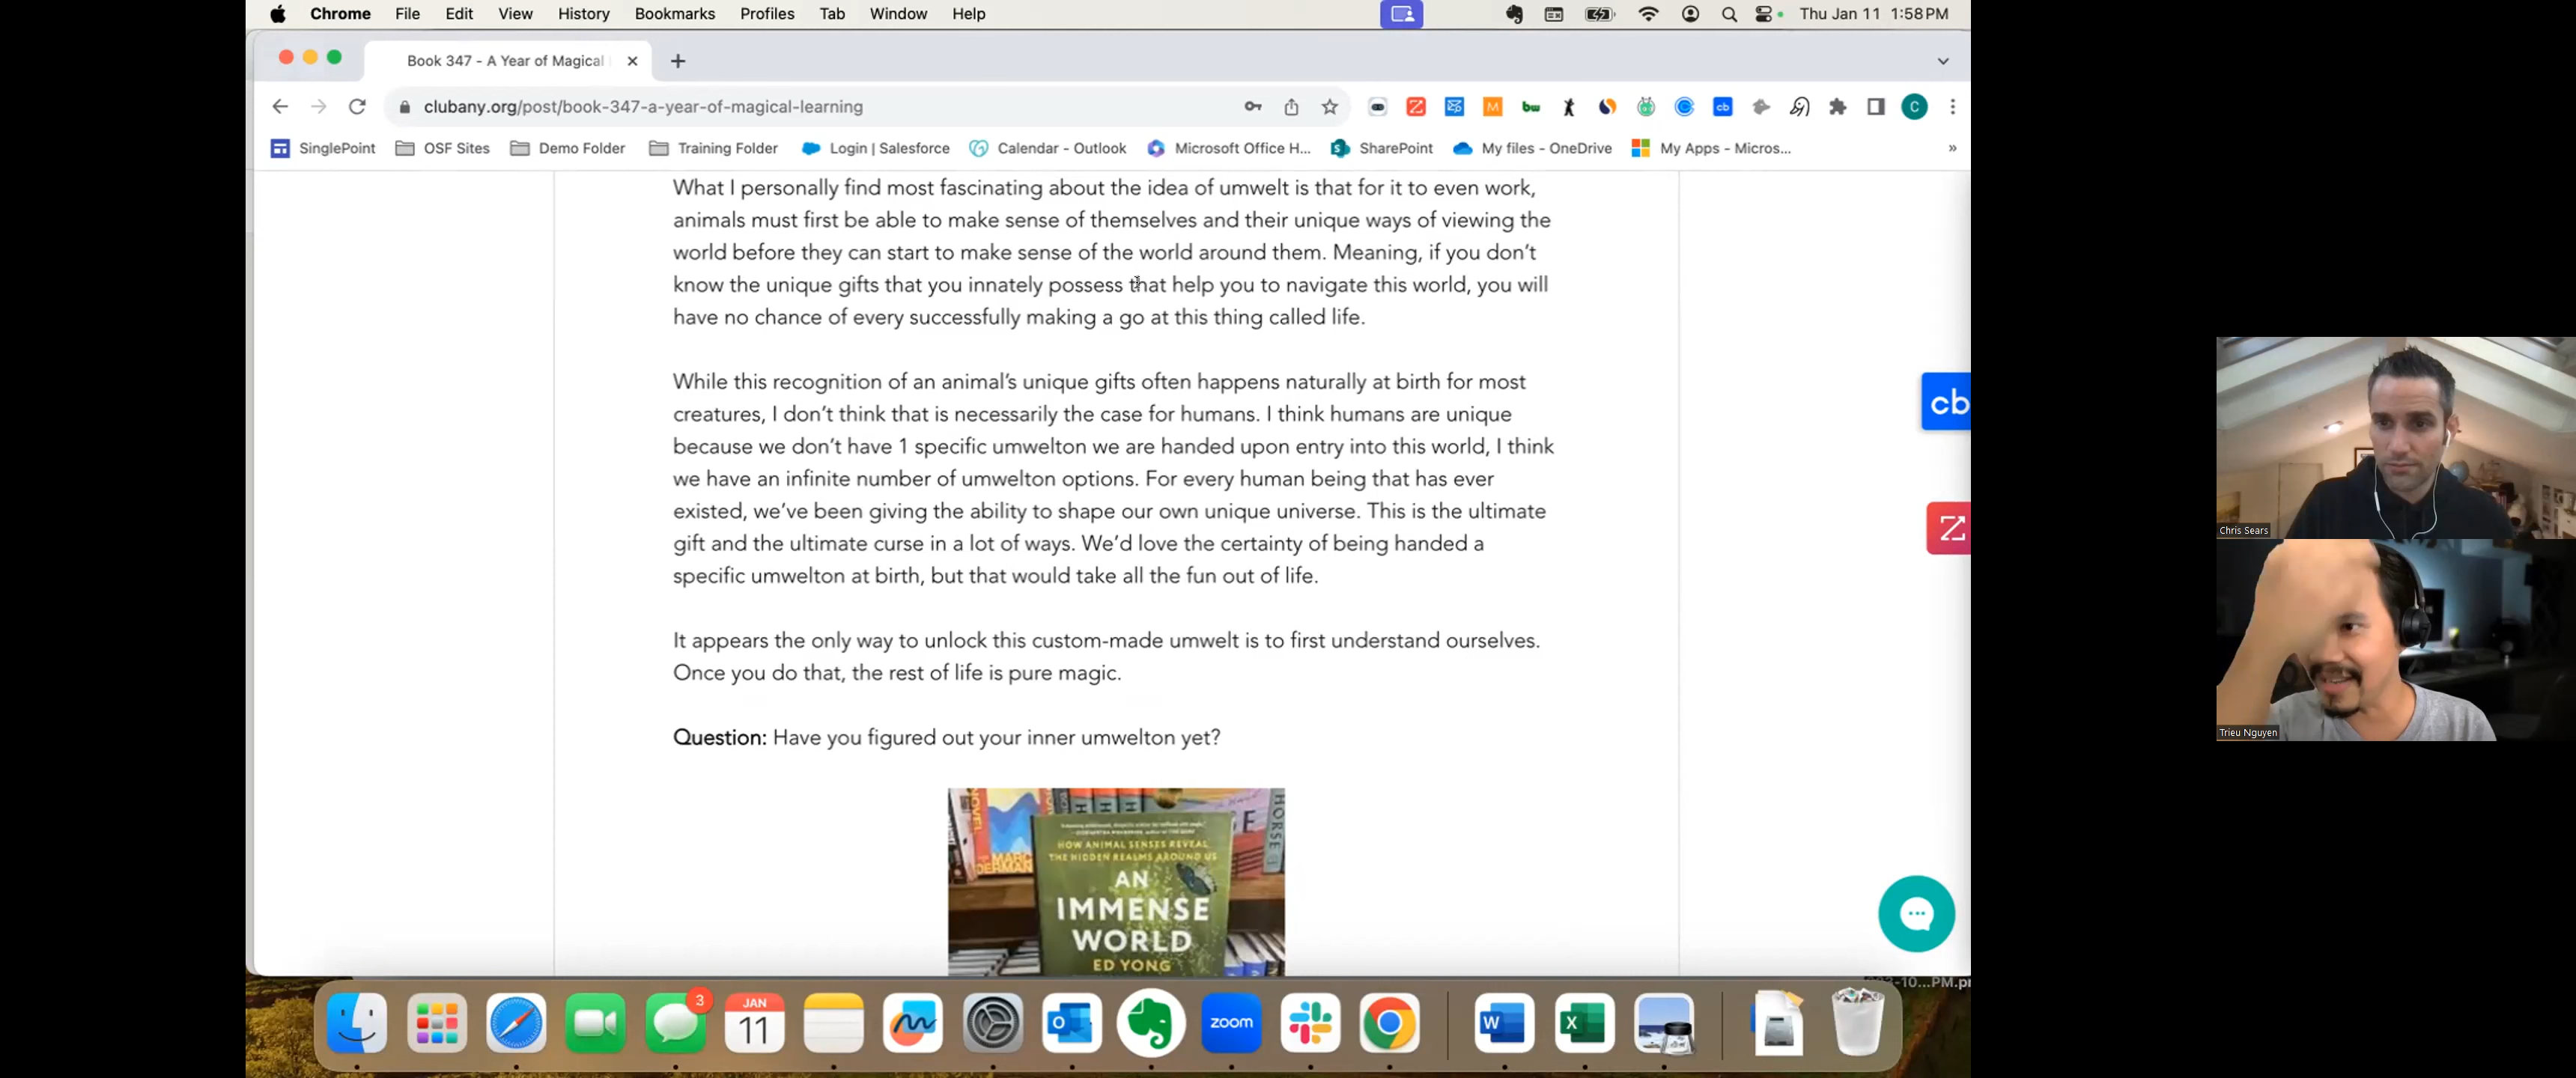 Chrome File Edit View History Bookmarks Profiles Tab Window Help Thu Jan 11 1:58 PM
Book 347 - A Year of Magical
clubany.org/post/book-347-a-year-of-magical-learning
M bw cb C
SinglePoint OSF Sites Demo Folder Training Folder Login | Salesforce Calendar - Outlook Microsoft Office H... SharePoint My files - OneDrive My Apps - Micros... »
What I personally find most fascinating about the idea of umwelt is that for it to even work,
animals must first be able to make sense of themselves and their unique ways of viewing the
world before they can start to make sense of the world around them. Meaning, if you don't
know the unique gifts that you innately possess that help you to navigate this world, you will
have no chance of every successfully making a go at this thing called life.
While this recognition of an animal's unique gifts often happens naturally at birth for most
creatures, I don't think that is necessarily the case for humans. I think humans are unique
because we don't have 1 specific umwelton we are handed upon entry into this world, I think
we have an infinite number of umwelton options. For every human being that has ever
existed, we've been giving the ability to shape our own unique universe. This is the ultimate
gift and the ultimate curse in a lot of ways. We'd love the certainty of being handed a
specific umwelton at birth, but that would take all the fun out of life.
It appears the only way to unlock this custom-made umwelt is to first understand ourselves.
Once you do that, the rest of life is pure magic.
Question: Have you figured out your inner umwelton yet?
HOW ANIMAL SENSES REVEAL
THE HIDDEN REALMS AROUND US
AN
IMMENSE
WORLD
ED YONG
NOVEL
HORSE
cb
Z
Chris Sears
Trieu Nguyen
-10...PM.p
3
JAN
11
O
zoom
W
X